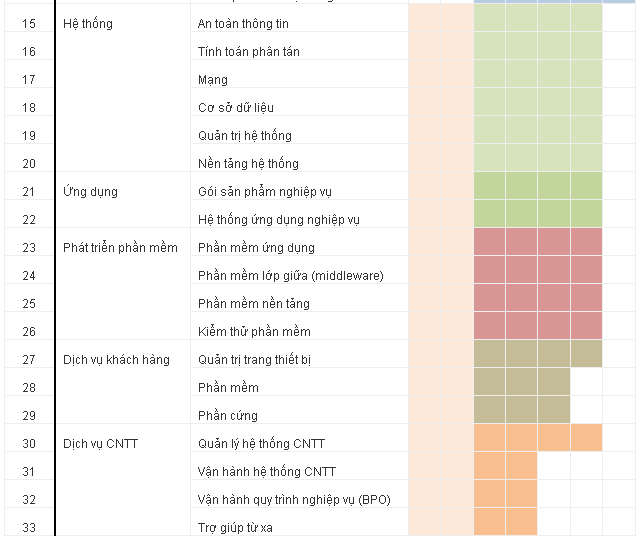 15 Hệ thống An toàn thông tin
16 Tính toán phân tán
17 Mạng
18 Cơ sở dữ liệu
19 Quản trị hệ thống
20 Nền tảng hệ thống
21 Ứng dụng Gói sản phẩm nghiệp vụ
22 Hệ thống ứng dụng nghiệp vụ
23 Phát triển phần mềm Phần mềm ứng dụng
24 Phần mềm lớp giữa (middleware)
25 Phần mềm nền tảng
26 Kiểm thử phần mềm
27 Dịch vụ khách hàng Quản trị trang thiết bị
28 Phần mềm
29 Phần cứng
30 Dịch vụ CNTT Quản lý hệ thống CNTT
31 Vận hành hệ thống CNTT
32 Vận hành quy trình nghiệp vụ (BPO)
33 Trợ giúp từ xa